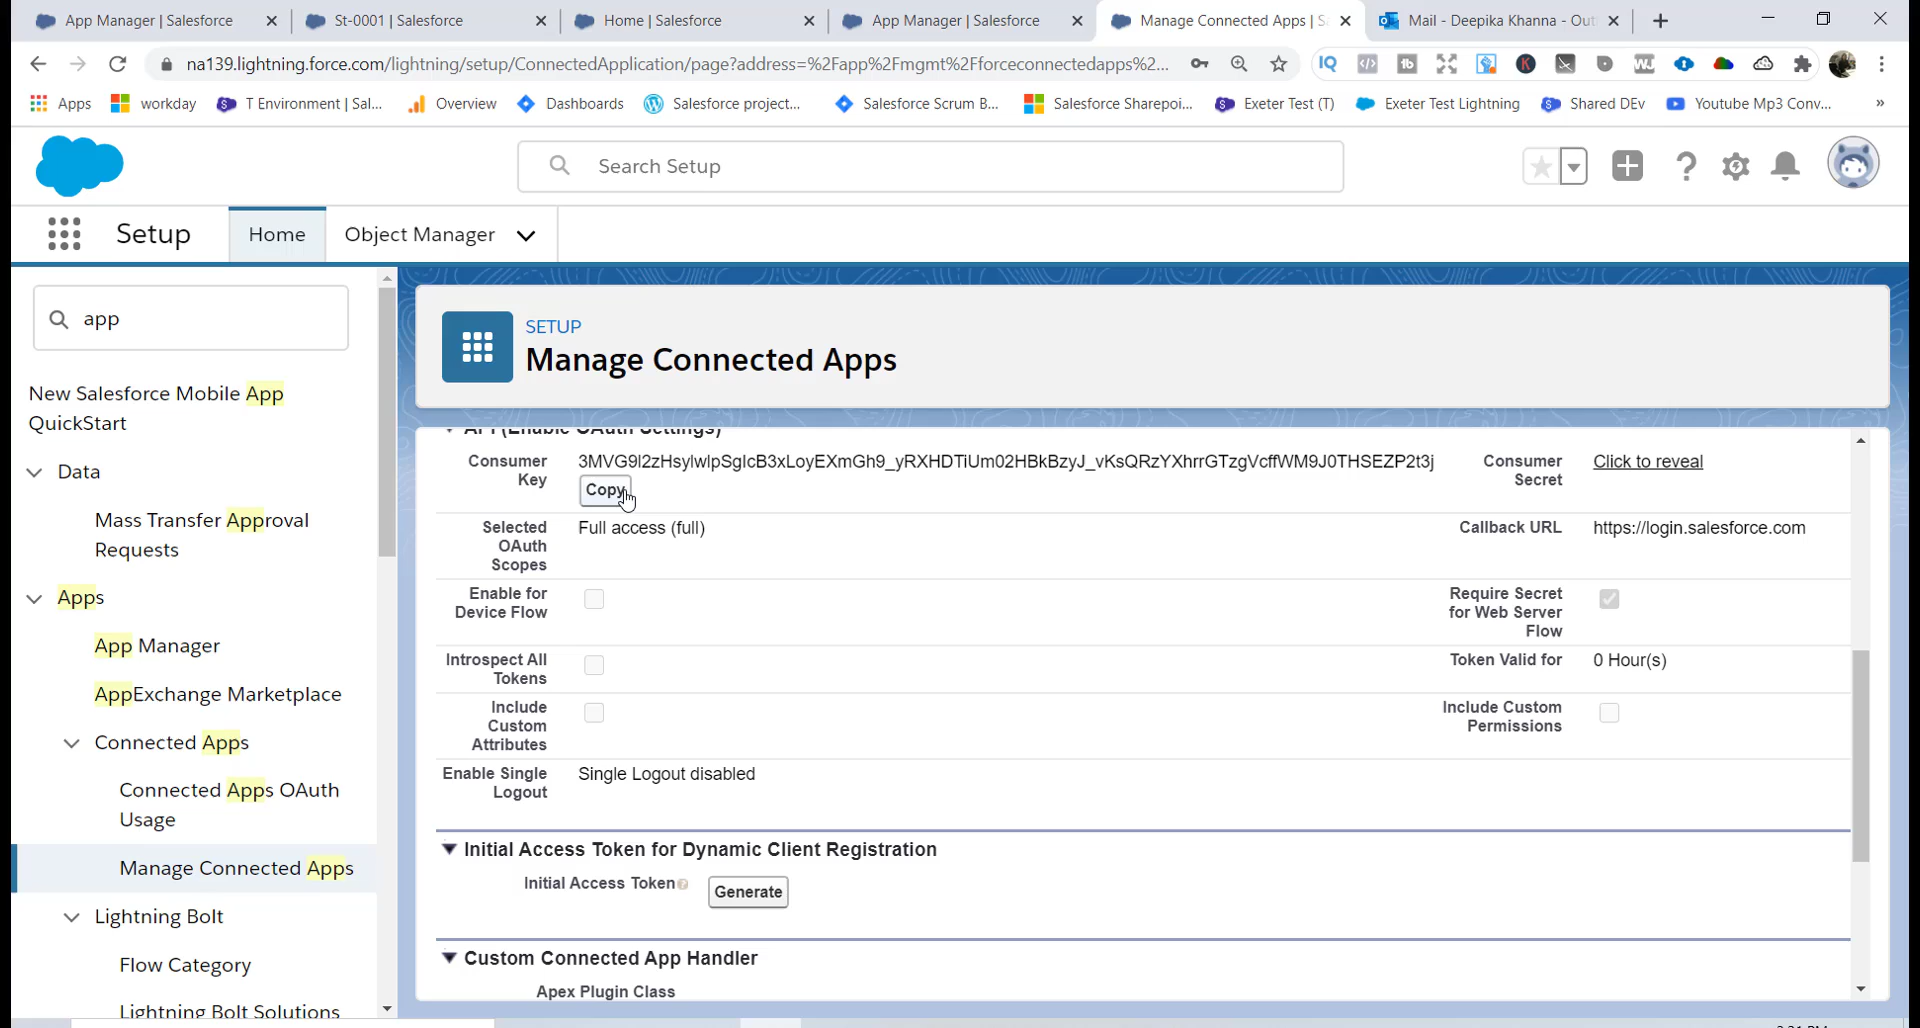 App Manager | Salesforce
St-0001 | Salesforce
Home | Salesforce
App Manager | Salesforce
Manage Connected Apps | S
Mail - Deepika Khanna - Out
na139.lightning.force.com/lightning/setup/ConnectedApplication/page?address=%2Fapp%2Fmgmt%2Fforceconnectedapps%2...
Apps
workday
T Environment | Sal...
Overview
Dashboards
Salesforce project...
Salesforce Scrum B...
Salesforce Sharepoi...
Exeter Test (T)
Exeter Test Lightning
Shared DEv
Youtube Mp3 Conv...
Search Setup
Setup
Home
Object Manager
app
New Salesforce Mobile App
QuickStart
Data
Mass Transfer Approval
Requests
Apps
App Manager
AppExchange Marketplace
Connected Apps
Connected Apps OAuth
Usage
Manage Connected Apps
Lightning Bolt
Flow Category
Lightning Bolt Solutions
SETUP
Manage Connected Apps
API (Enable OAuth Settings)
Consumer
Key
3MVG9l2zHsylwlpSglcB3xLoyEXmGh9_yRXHDTiUm02HBkBzyJ_vKsQRzYXhrrGTzgVcffWM9J0THSEZP2t3j
Copy
Consumer
Secret
Click to reveal
Selected
OAuth
Scopes
Full access (full)
Callback URL
https://login.salesforce.com
Enable for
Device Flow
Require Secret
for Web Server
Flow
Introspect All
Tokens
Token Valid for
0 Hour(s)
Include
Custom
Attributes
Include Custom
Permissions
Enable Single
Logout
Single Logout disabled
Initial Access Token for Dynamic Client Registration
Initial Access Token
Generate
Custom Connected App Handler
Apex Plugin Class